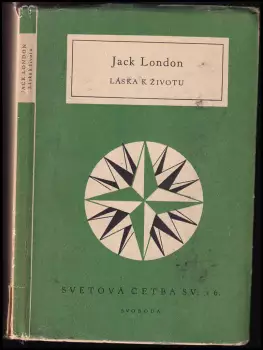 Jack London
LÁSKA K ŽIVOTU
SVĚTOVÁ ČETBA SV.
SVOBODA
JACK LONDON
Láska k životu